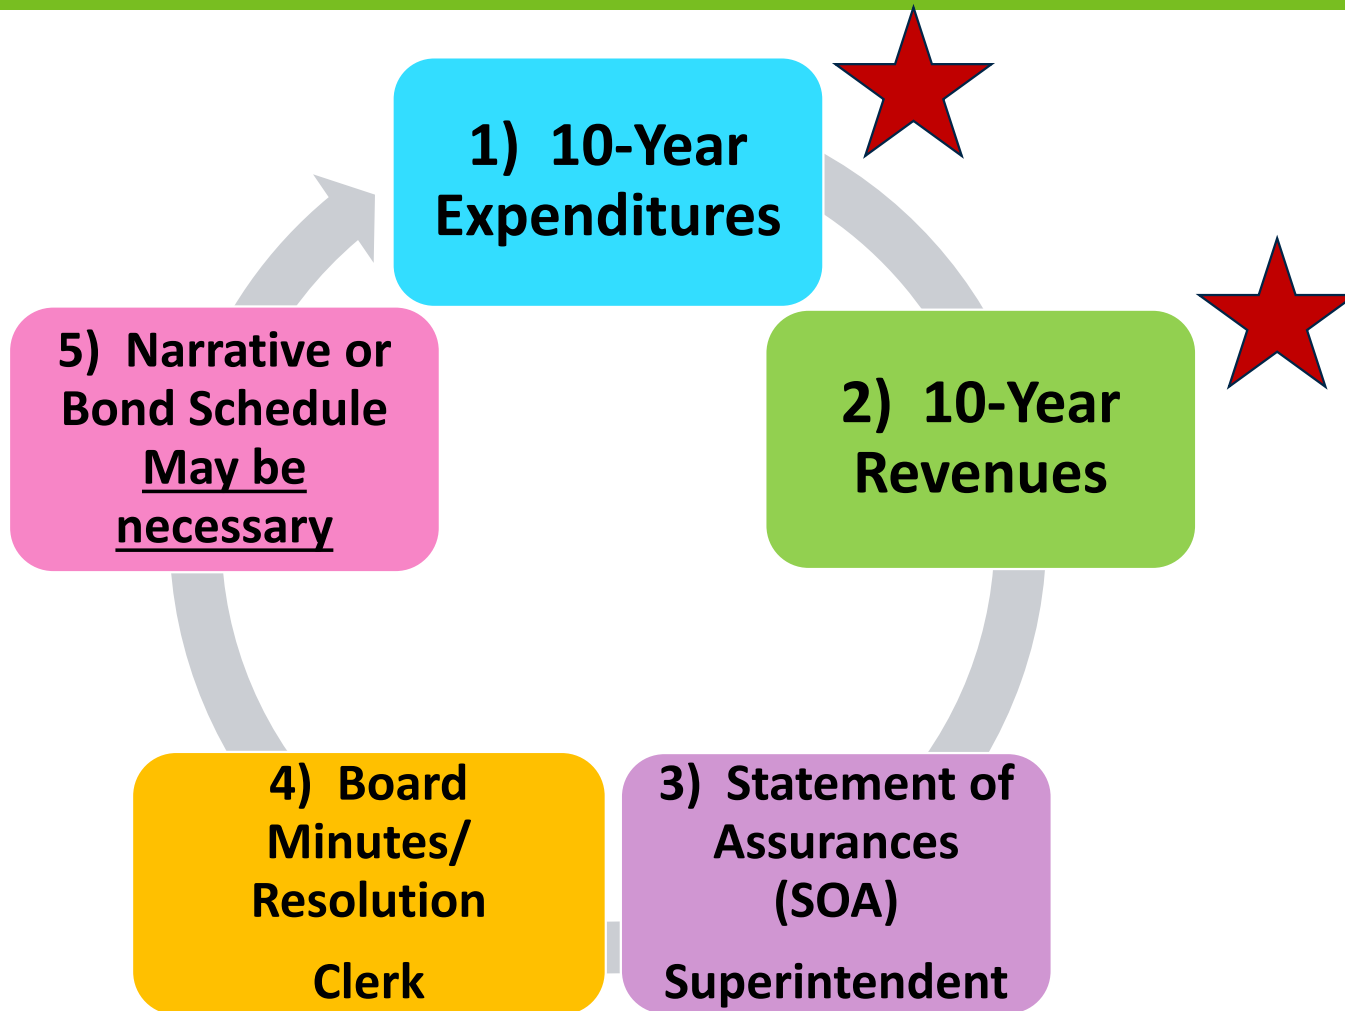 1) 10-Year
Expenditures
2) 10-Year
Revenues
3) Statement of
Assurances
(SOA)
Superintendent
4) Board
Minutes/
Resolution
Clerk
5) Narrative or
Bond Schedule
May be
necessary